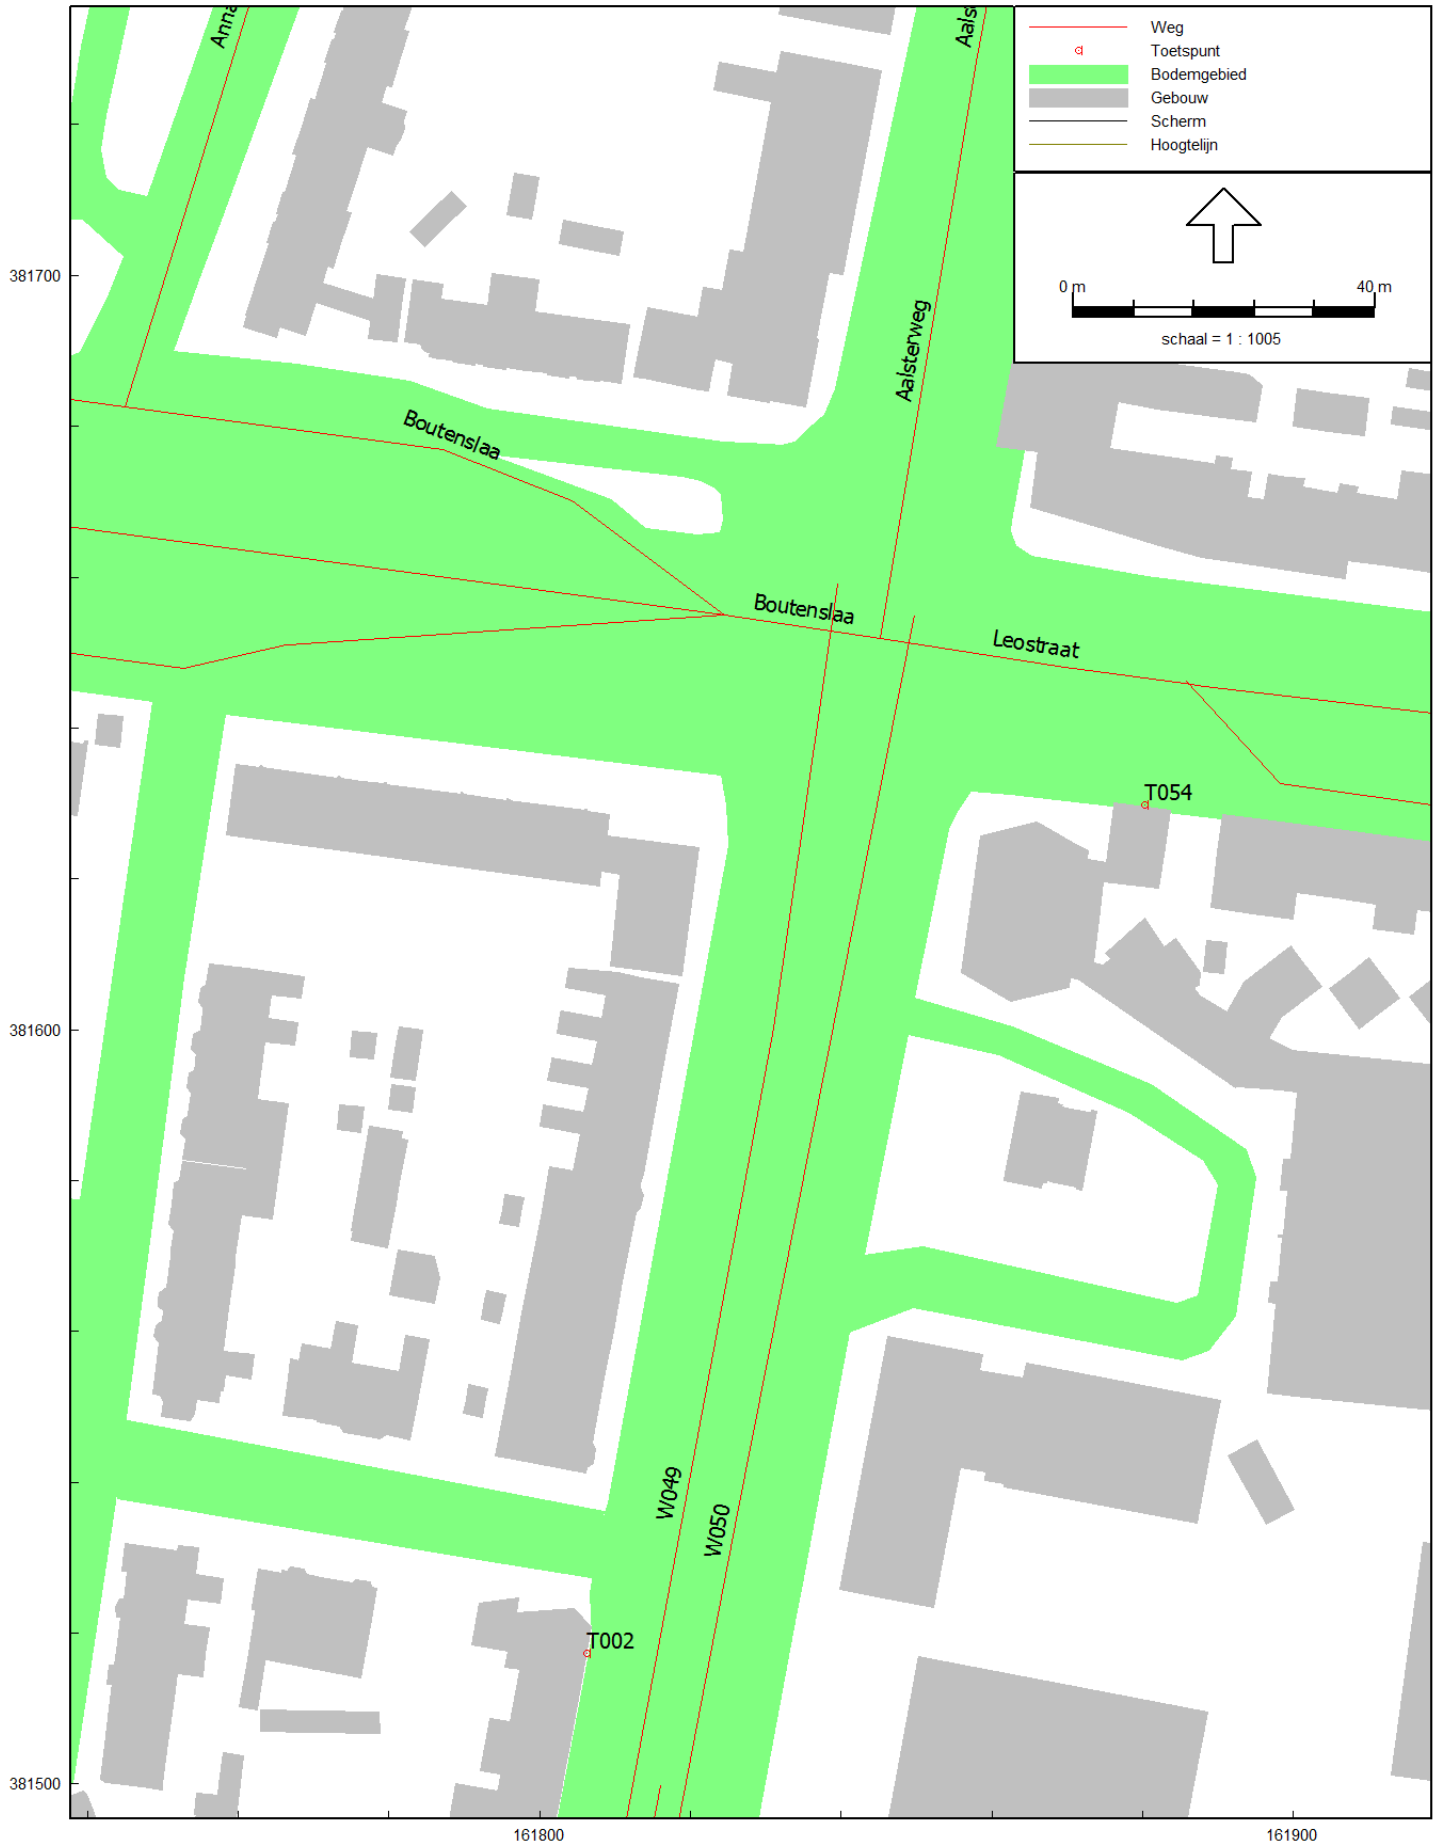 Weg
Toetspunt
Bodemgebied
Gebouw
Scherm
Hoogtelijn
0 m
40 m
schaal = 1 : 1005
Anna
Aals
381700
Aalsterweg
Boutenslaa
Boutenslaa
Leostraat
T054
381600
W049
W050
T002
381500
161800
161900